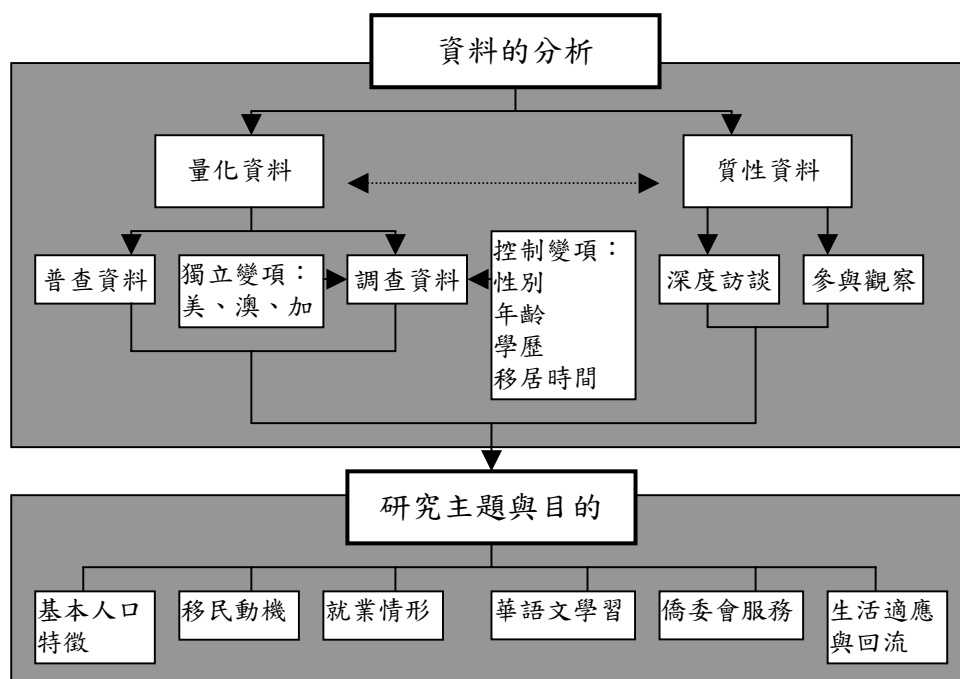 資料的分析
量化資料
質性資料
普查資料
獨立變項：
美、澳、加
調查資料
控制變項：
性別
年齡
學歷
移居時間
深度訪談
參與觀察
研究主題與目的
基本人口
特徵
移民動機
就業情形
華語文學習
僑委會服務
生活適應
與回流